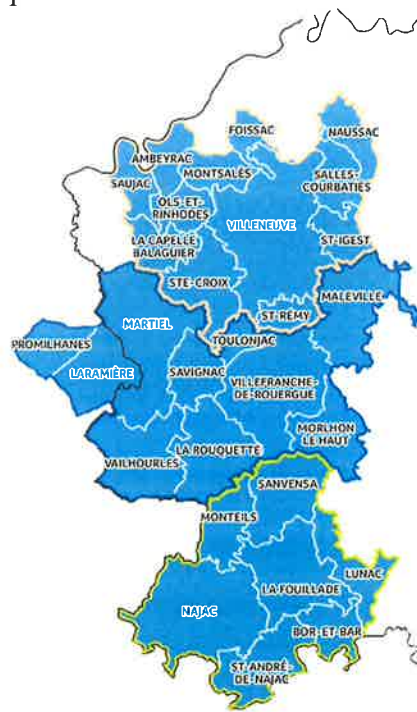 FOISSAC
NAUSSAC
AMBEYRAC
MONTSALÈS
SAUJAC
SALLES-
COURBATIES
OLS-ET-
RINHODES
VILLENEUVE
LA CAPELLE
BALAGUIER
ST-IGEST
STE-CROIX
MALEVILLE
ST-RÉMY
MARTIEL
TOULONJAC
PROMILHANES
LARAMIÈRE
SAVIGNAC
VILLEFRANCHE-
DE-ROUERGUE
MORLHON
LE HAUT
VAILHOURLES
LA ROUQUETTE
SANVENSA
MONTEILS
LUNAC
LA FOUILLADE
NAJAC
BOR-ET-BAR
ST-ANDRÉ-
DE-NAJAC